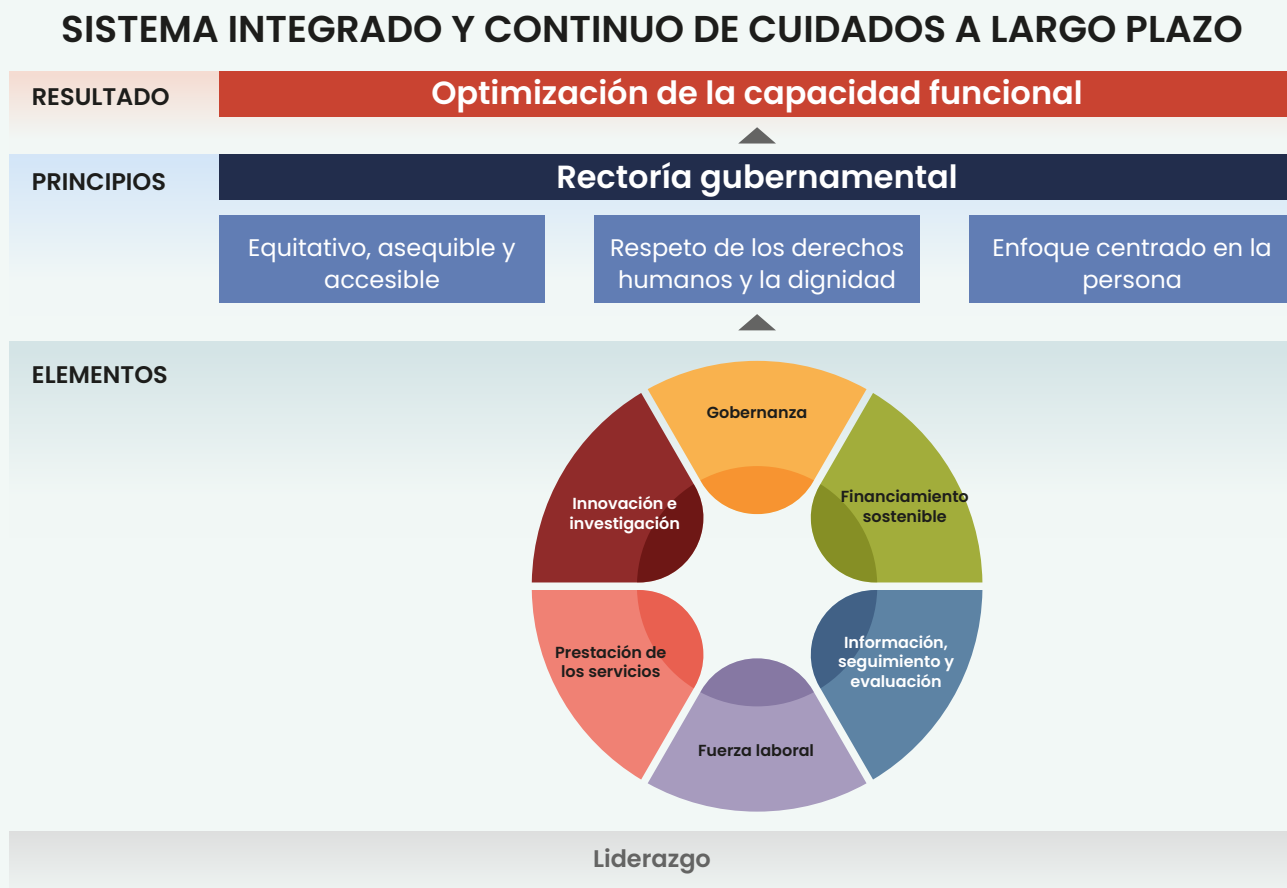 SISTEMA INTEGRADO Y CONTINUO DE CUIDADOS A LARGO PLAZO
RESULTADO
Optimización de la capacidad funcional
PRINCIPIOS
Rectoría gubernamental
Equitativo, asequible y
accesible
Respeto de los derechos
humanos y la dignidad
Enfoque centrado en la
persona
ELEMENTOS
Gobernanza
Financiamiento
sostenible
Innovación e
investigación
Información,
seguimiento y
evaluación
Prestación de
los servicios
Fuerza laboral
Liderazgo